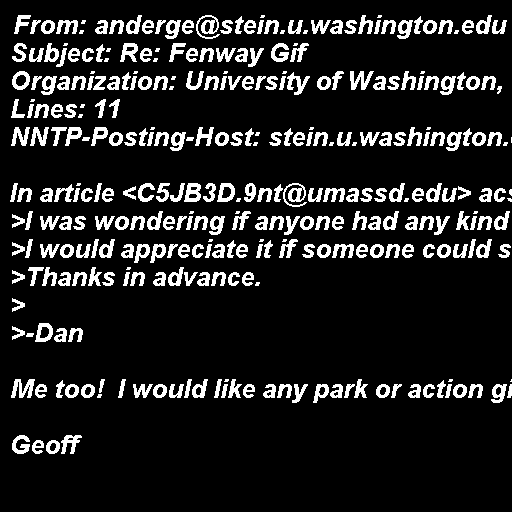 From: anderge@stein.u.washington.edu
Subject: Re: Fenway Gif
Organization: University of Washington,
Lines: 11
NNTP-Posting-Host: stein.u.washington.

In article <C5JB3D.9nt@umassd.edu> acs
>I was wondering if anyone had any kind
>I would appreciate it if someone could s
>Thanks in advance.
>
>-Dan

Me too!  I would like any park or action gi

Geoff